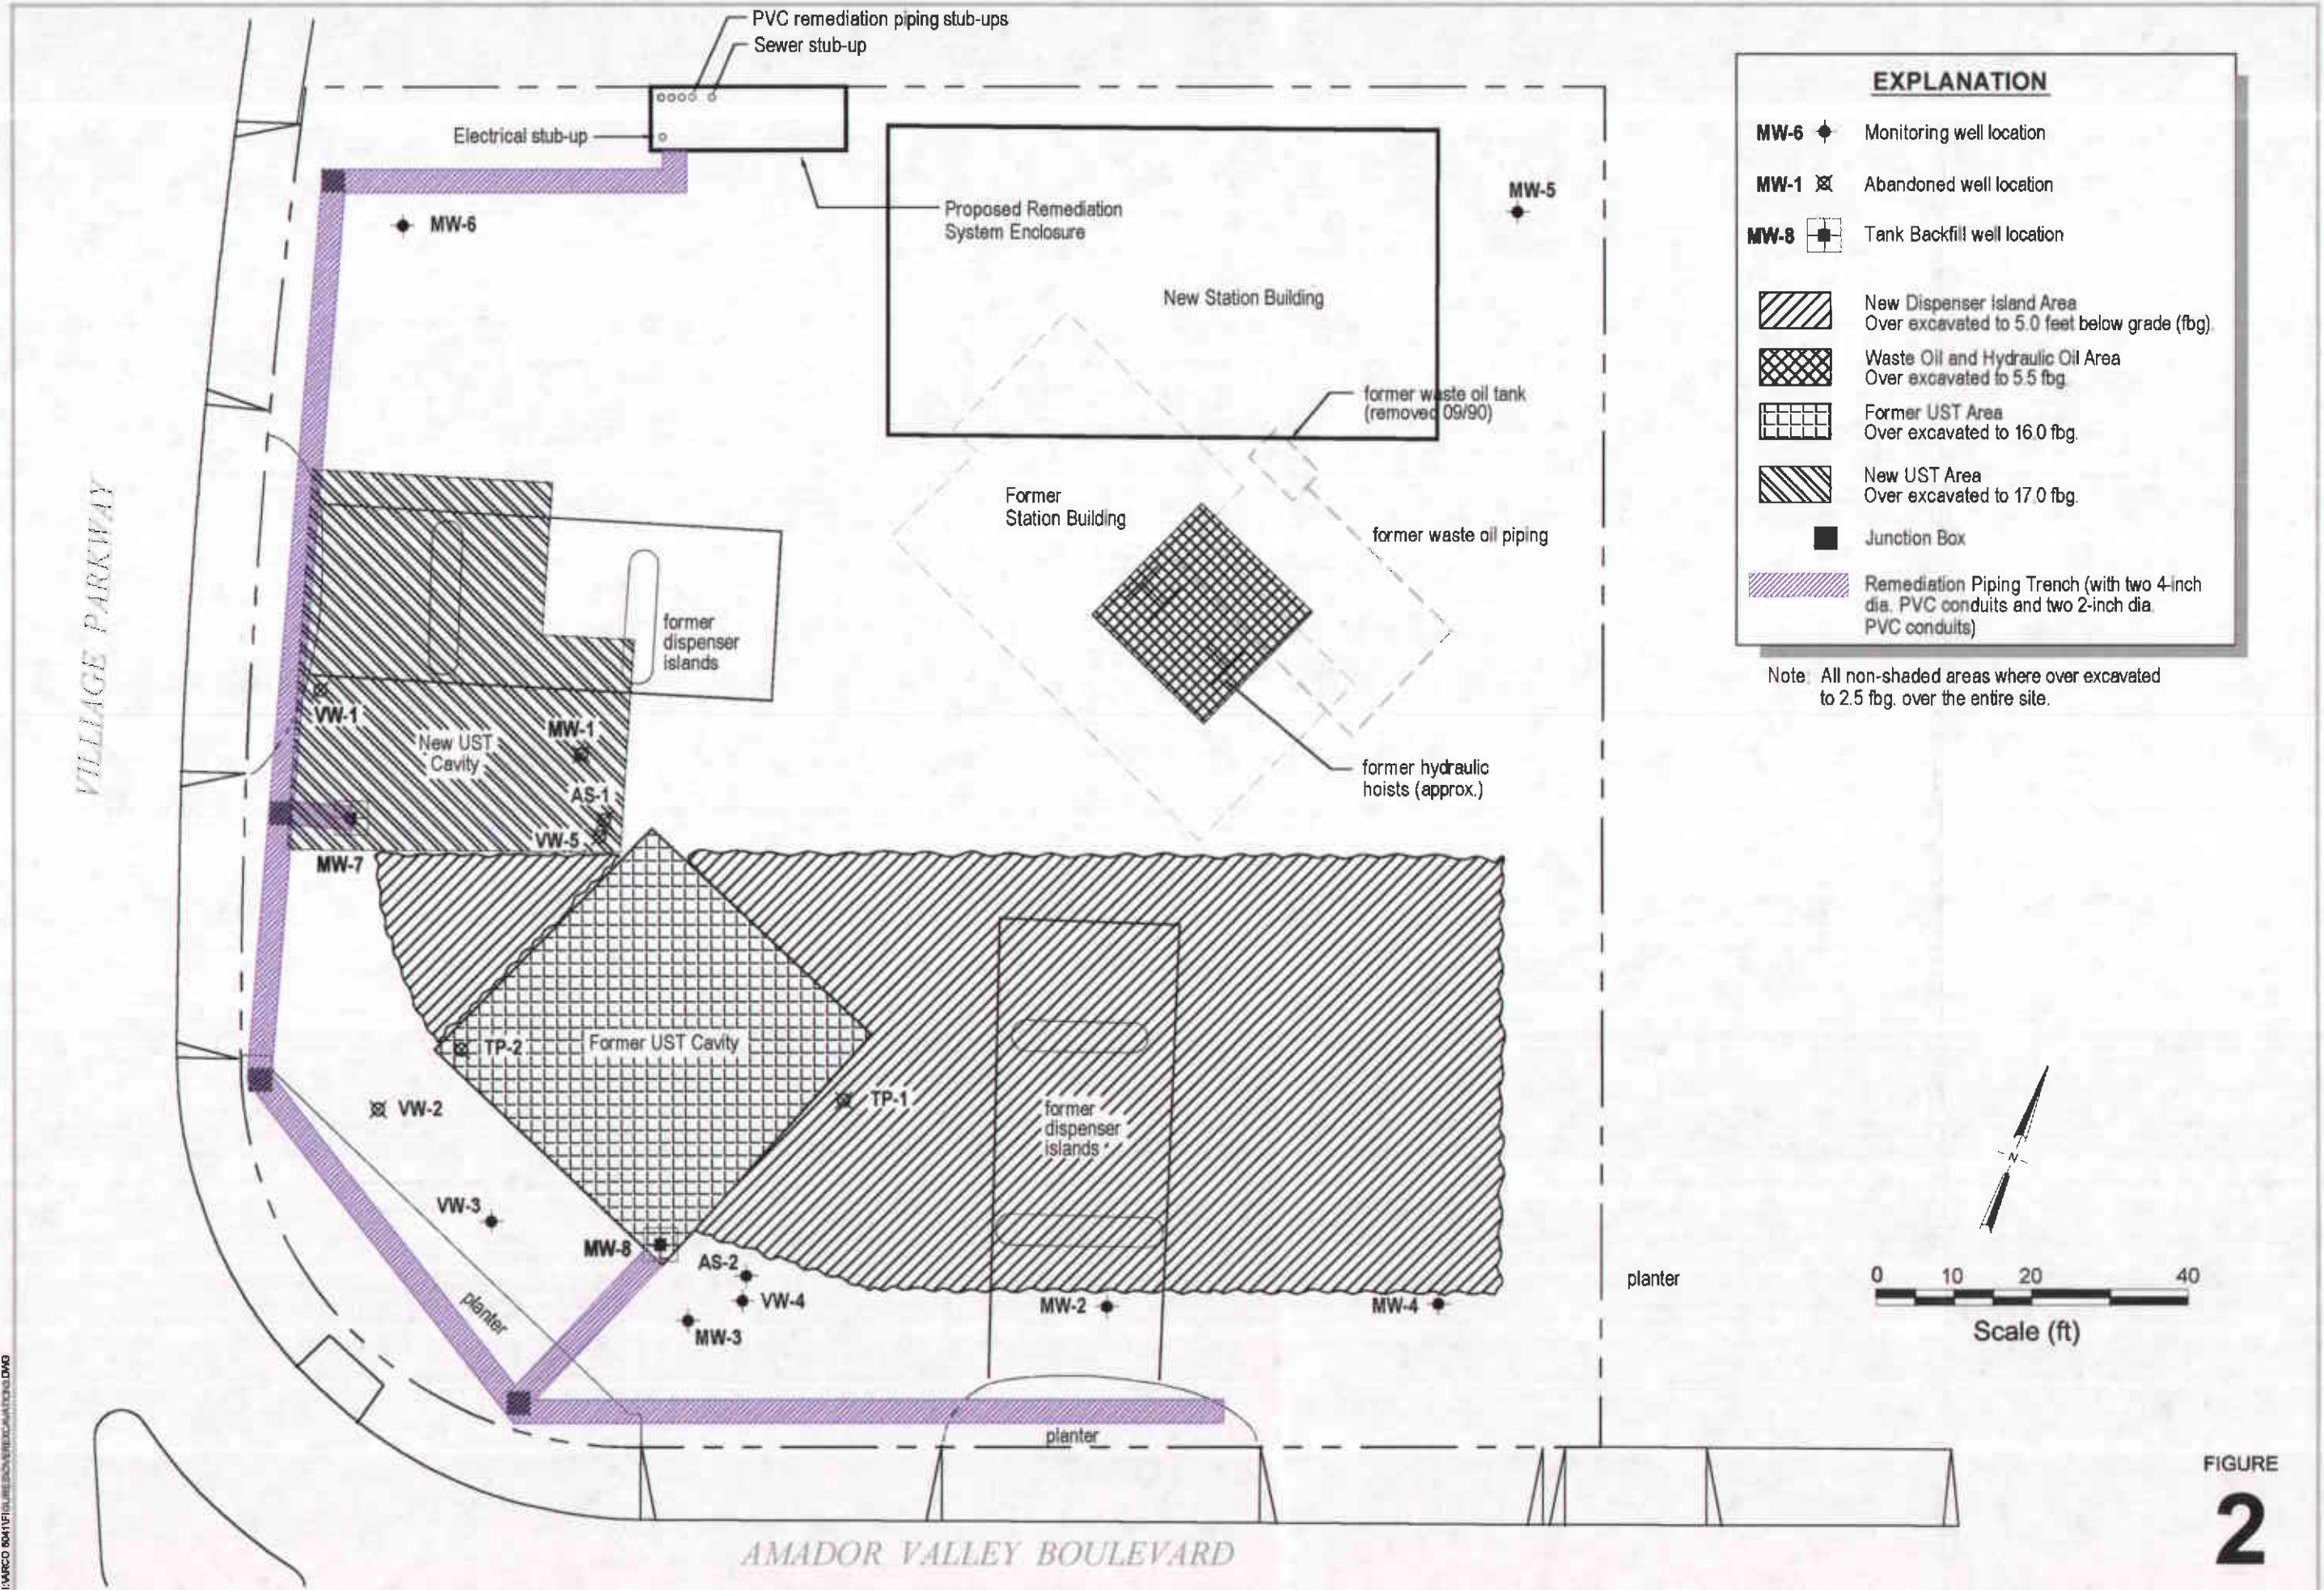 PVC remediation piping stub-ups
Sewer stub-up
Electrical stub-up
Proposed Remediation
System Enclosure
MW-6
New Station Building
MW-5
former waste oil tank
(removed 09/90)
Former
Station Building
former waste oil piping
former hydraulic
hoists (approx.)
VILLIAGE PARKWAY
former
dispenser
islands
VW-1
New UST
Cavity
MW-1
AS-1
VW-5
MW-7
TP-2
Former UST Cavity
TP-1
VW-2
former
dispenser
islands
VW-3
MW-8
AS-2
VW-4
MW-3
MW-2
MW-4
planter
planter
planter
AMADOR VALLEY BOULEVARD
EXPLANATION
MW-6 Monitoring well location
MW-1 Abandoned well location
MW-8 Tank Backfill well location
New Dispenser Island Area
Over excavated to 5.0 feet below grade (fbg).
Waste Oil and Hydraulic Oil Area
Over excavated to 5.5 fbg.
Former UST Area
Over excavated to 16.0 fbg.
New UST Area
Over excavated to 17.0 fbg.
Junction Box
Remediation Piping Trench (with two 4-inch
dia. PVC conduits and two 2-inch dia.
PVC conduits)
Note: All non-shaded areas where over excavated
to 2.5 fbg. over the entire site.
N
0 10 20 40
Scale (ft)
FIGURE
2